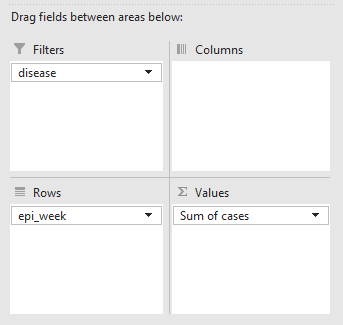 Drag fields between areas below:
Filters
Columns
disease
Rows
Values
epi_week
Sum of cases